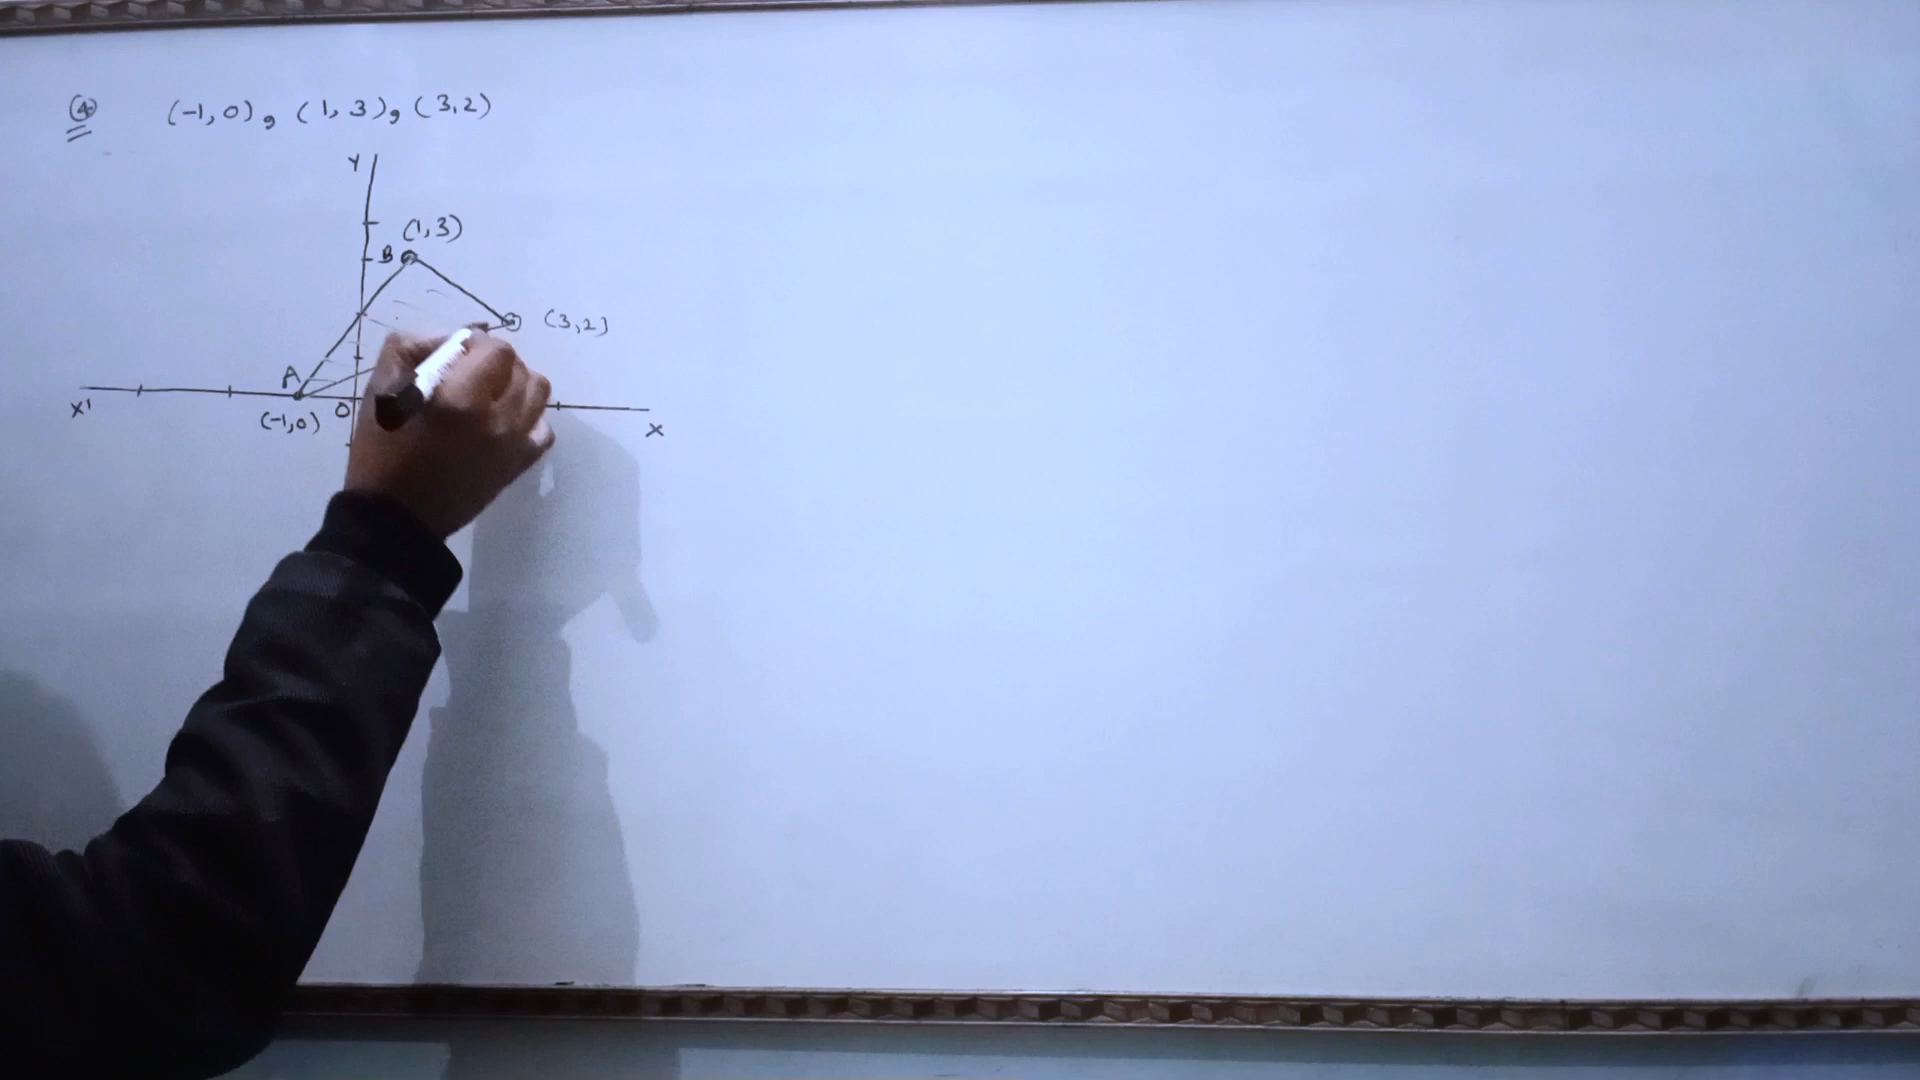 ④ (-1,0), (1,3), (3,2)
Y
(1,3)
B
(3,2)
A
X'
(-1,0)
O
X